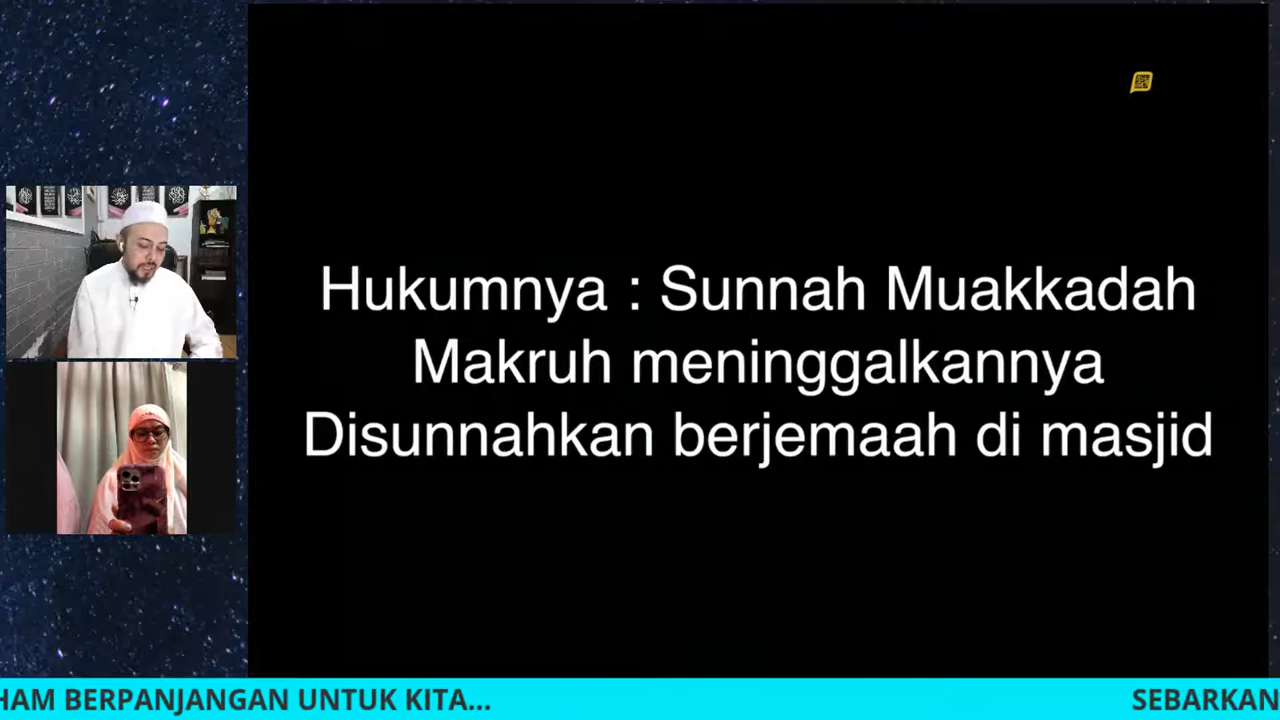 Hukumnya : Sunnah Muakkadah
Makruh meninggalkannya
Disunnahkan berjemaah di masjid
HAM BERPANJANGAN UNTUK KITA... SEBARKAN